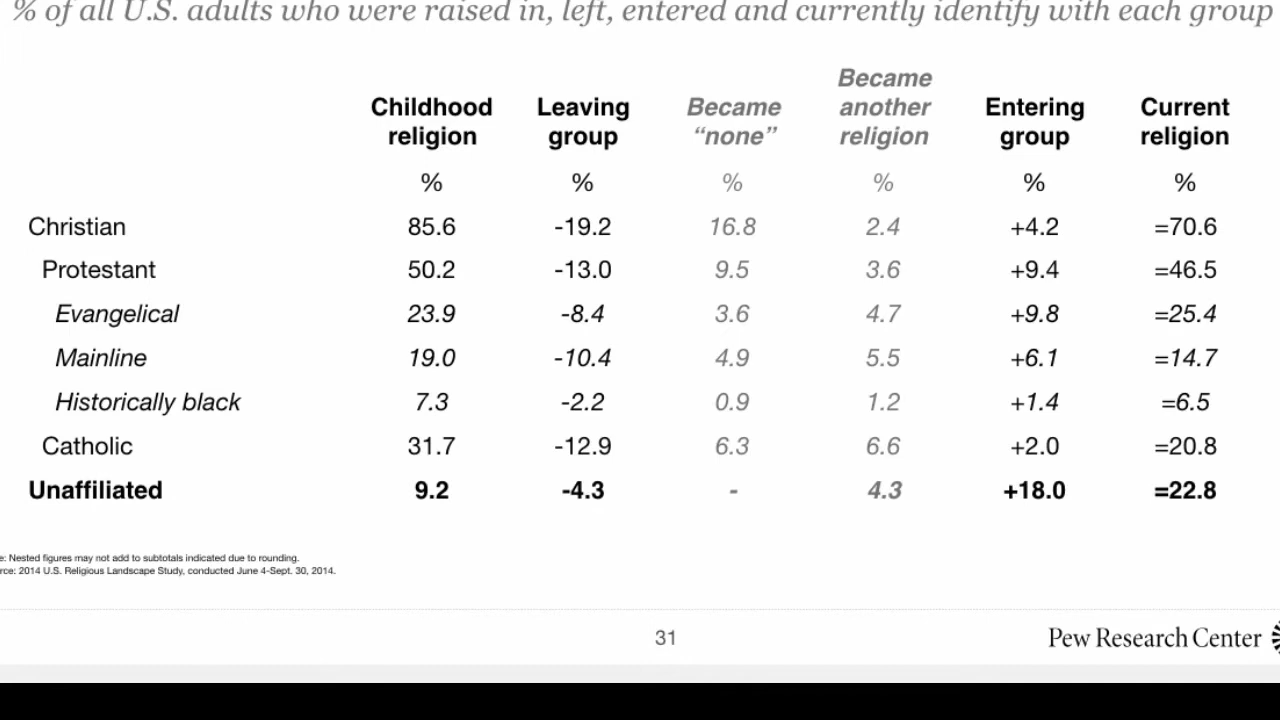 % of all U.S. adults who were raised in, left, entered and currently identify with each group
Childhood religion Leaving group Became "none" Became another religion Entering group Current religion
% % % % % %
Christian 85.6 -19.2 16.8 2.4 +4.2 =70.6
Protestant 50.2 -13.0 9.5 3.6 +9.4 =46.5
Evangelical 23.9 -8.4 3.6 4.7 +9.8 =25.4
Mainline 19.0 -10.4 4.9 5.5 +6.1 =14.7
Historically black 7.3 -2.2 0.9 1.2 +1.4 =6.5
Catholic 31.7 -12.9 6.3 6.6 +2.0 =20.8
Unaffiliated 9.2 -4.3 - 4.3 +18.0 =22.8
e: Nested figures may not add to subtotals indicated due to rounding.
rce: 2014 U.S. Religious Landscape Study, conducted June 4-Sept. 30, 2014.
31
Pew Research Center